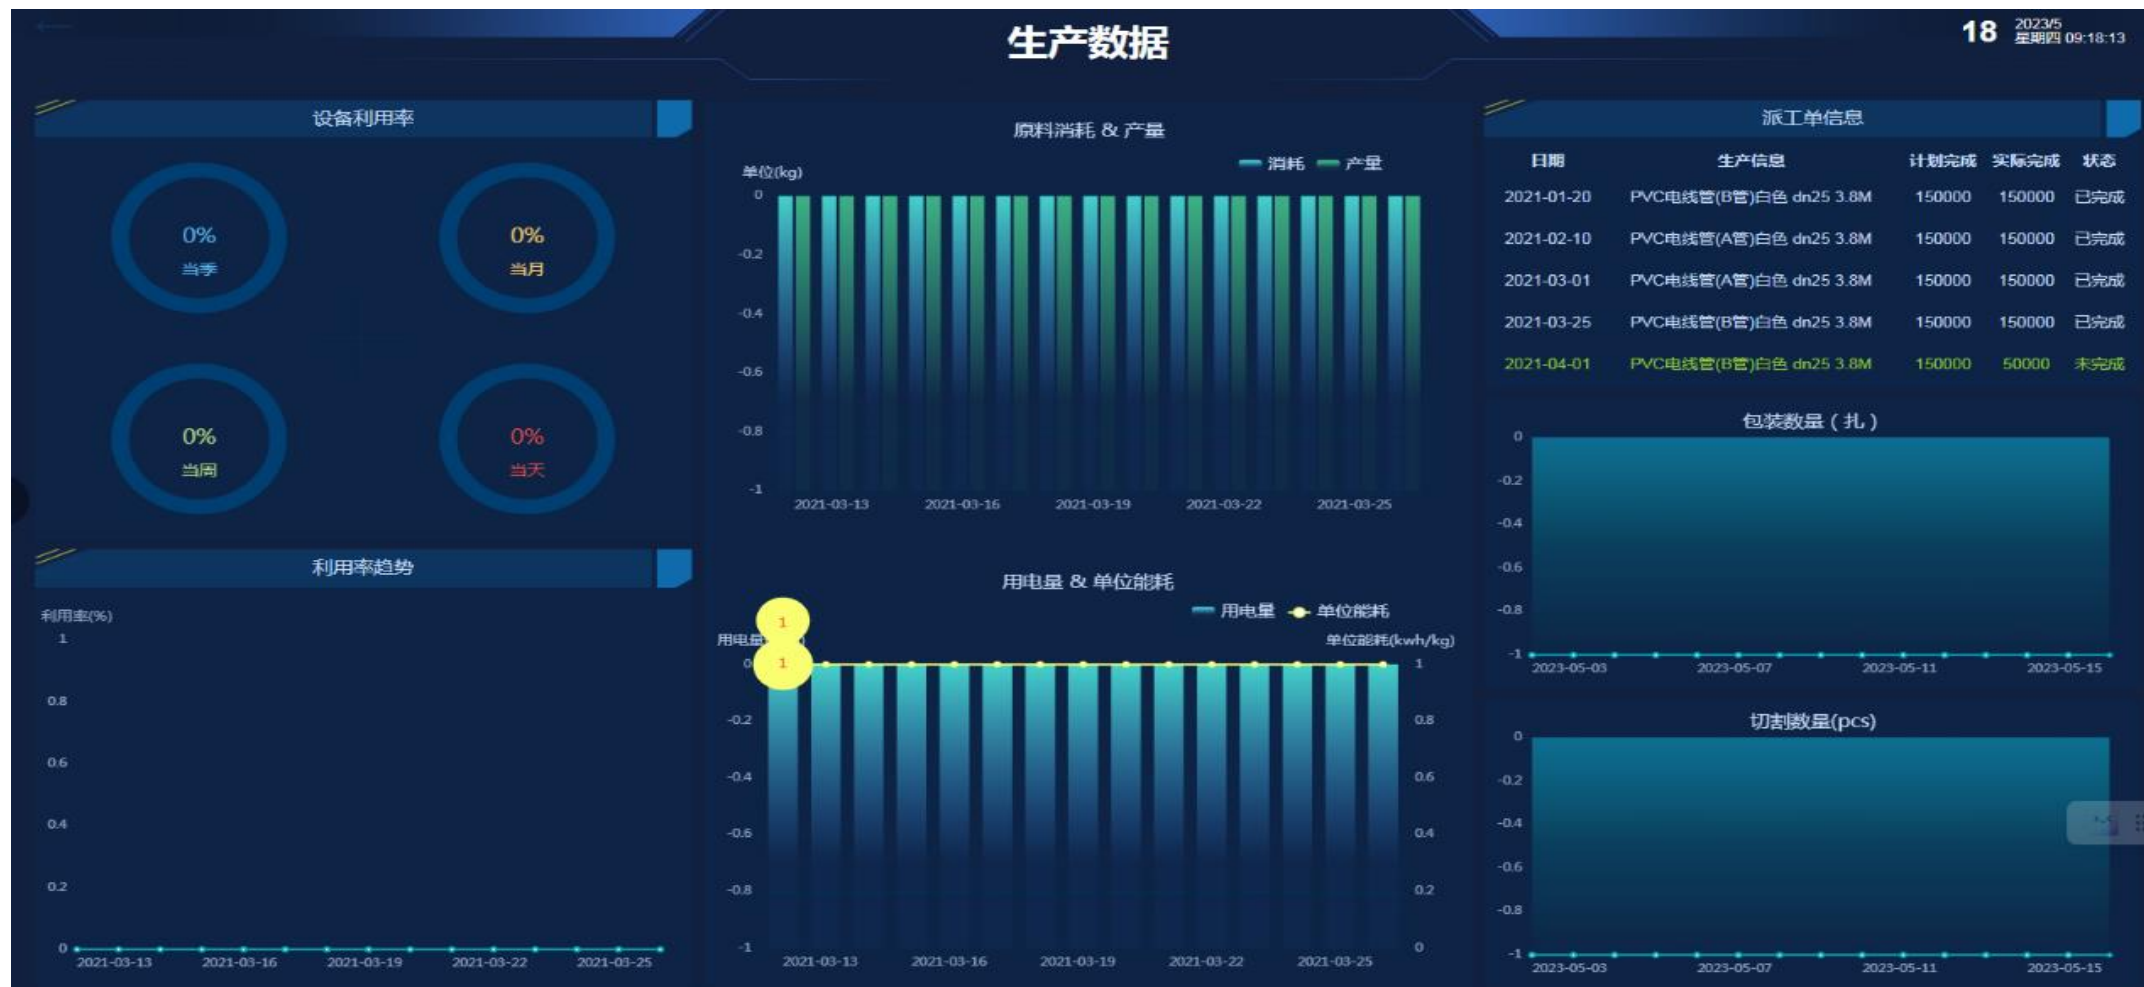 生产数据
18 2023/5
星期四 09:18:13
设备利用率
0%
当季
0%
当月
0%
当周
0%
当天
利用率趋势
利用率(%)
1
0.8
0.6
0.4
0.2
0
2021-03-13 2021-03-16 2021-03-19 2021-03-22 2021-03-25
原料消耗 & 产量
消耗 产量
单位(kg)
0
-0.2
-0.4
-0.6
-0.8
-1
2021-03-13 2021-03-16 2021-03-19 2021-03-22 2021-03-25
用电量 & 单位能耗
用电量 单位能耗
用电量 单位能耗(kwh/kg)
1
1
0 1
-0.2 0.8
-0.4 0.6
-0.6 0.4
-0.8 0.2
-1 0
2021-03-13 2021-03-16 2021-03-19 2021-03-22 2021-03-25
派工单信息
日期 生产信息 计划完成 实际完成 状态
2021-01-20 PVC电线管(B管)白色 dn25 3.8M 150000 150000 已完成
2021-02-10 PVC电线管(A管)白色 dn25 3.8M 150000 150000 已完成
2021-03-01 PVC电线管(A管)白色 dn25 3.8M 150000 150000 已完成
2021-03-25 PVC电线管(B管)白色 dn25 3.8M 150000 150000 已完成
2021-04-01 PVC电线管(B管)白色 dn25 3.8M 150000 50000 未完成
包装数量（扎）
0
-0.2
-0.4
-0.6
-0.8
-1
2023-05-03 2023-05-07 2023-05-11 2023-05-15
切割数量(pcs)
0
-0.2
-0.4
-0.6
-0.8
-1
2023-05-03 2023-05-07 2023-05-11 2023-05-15